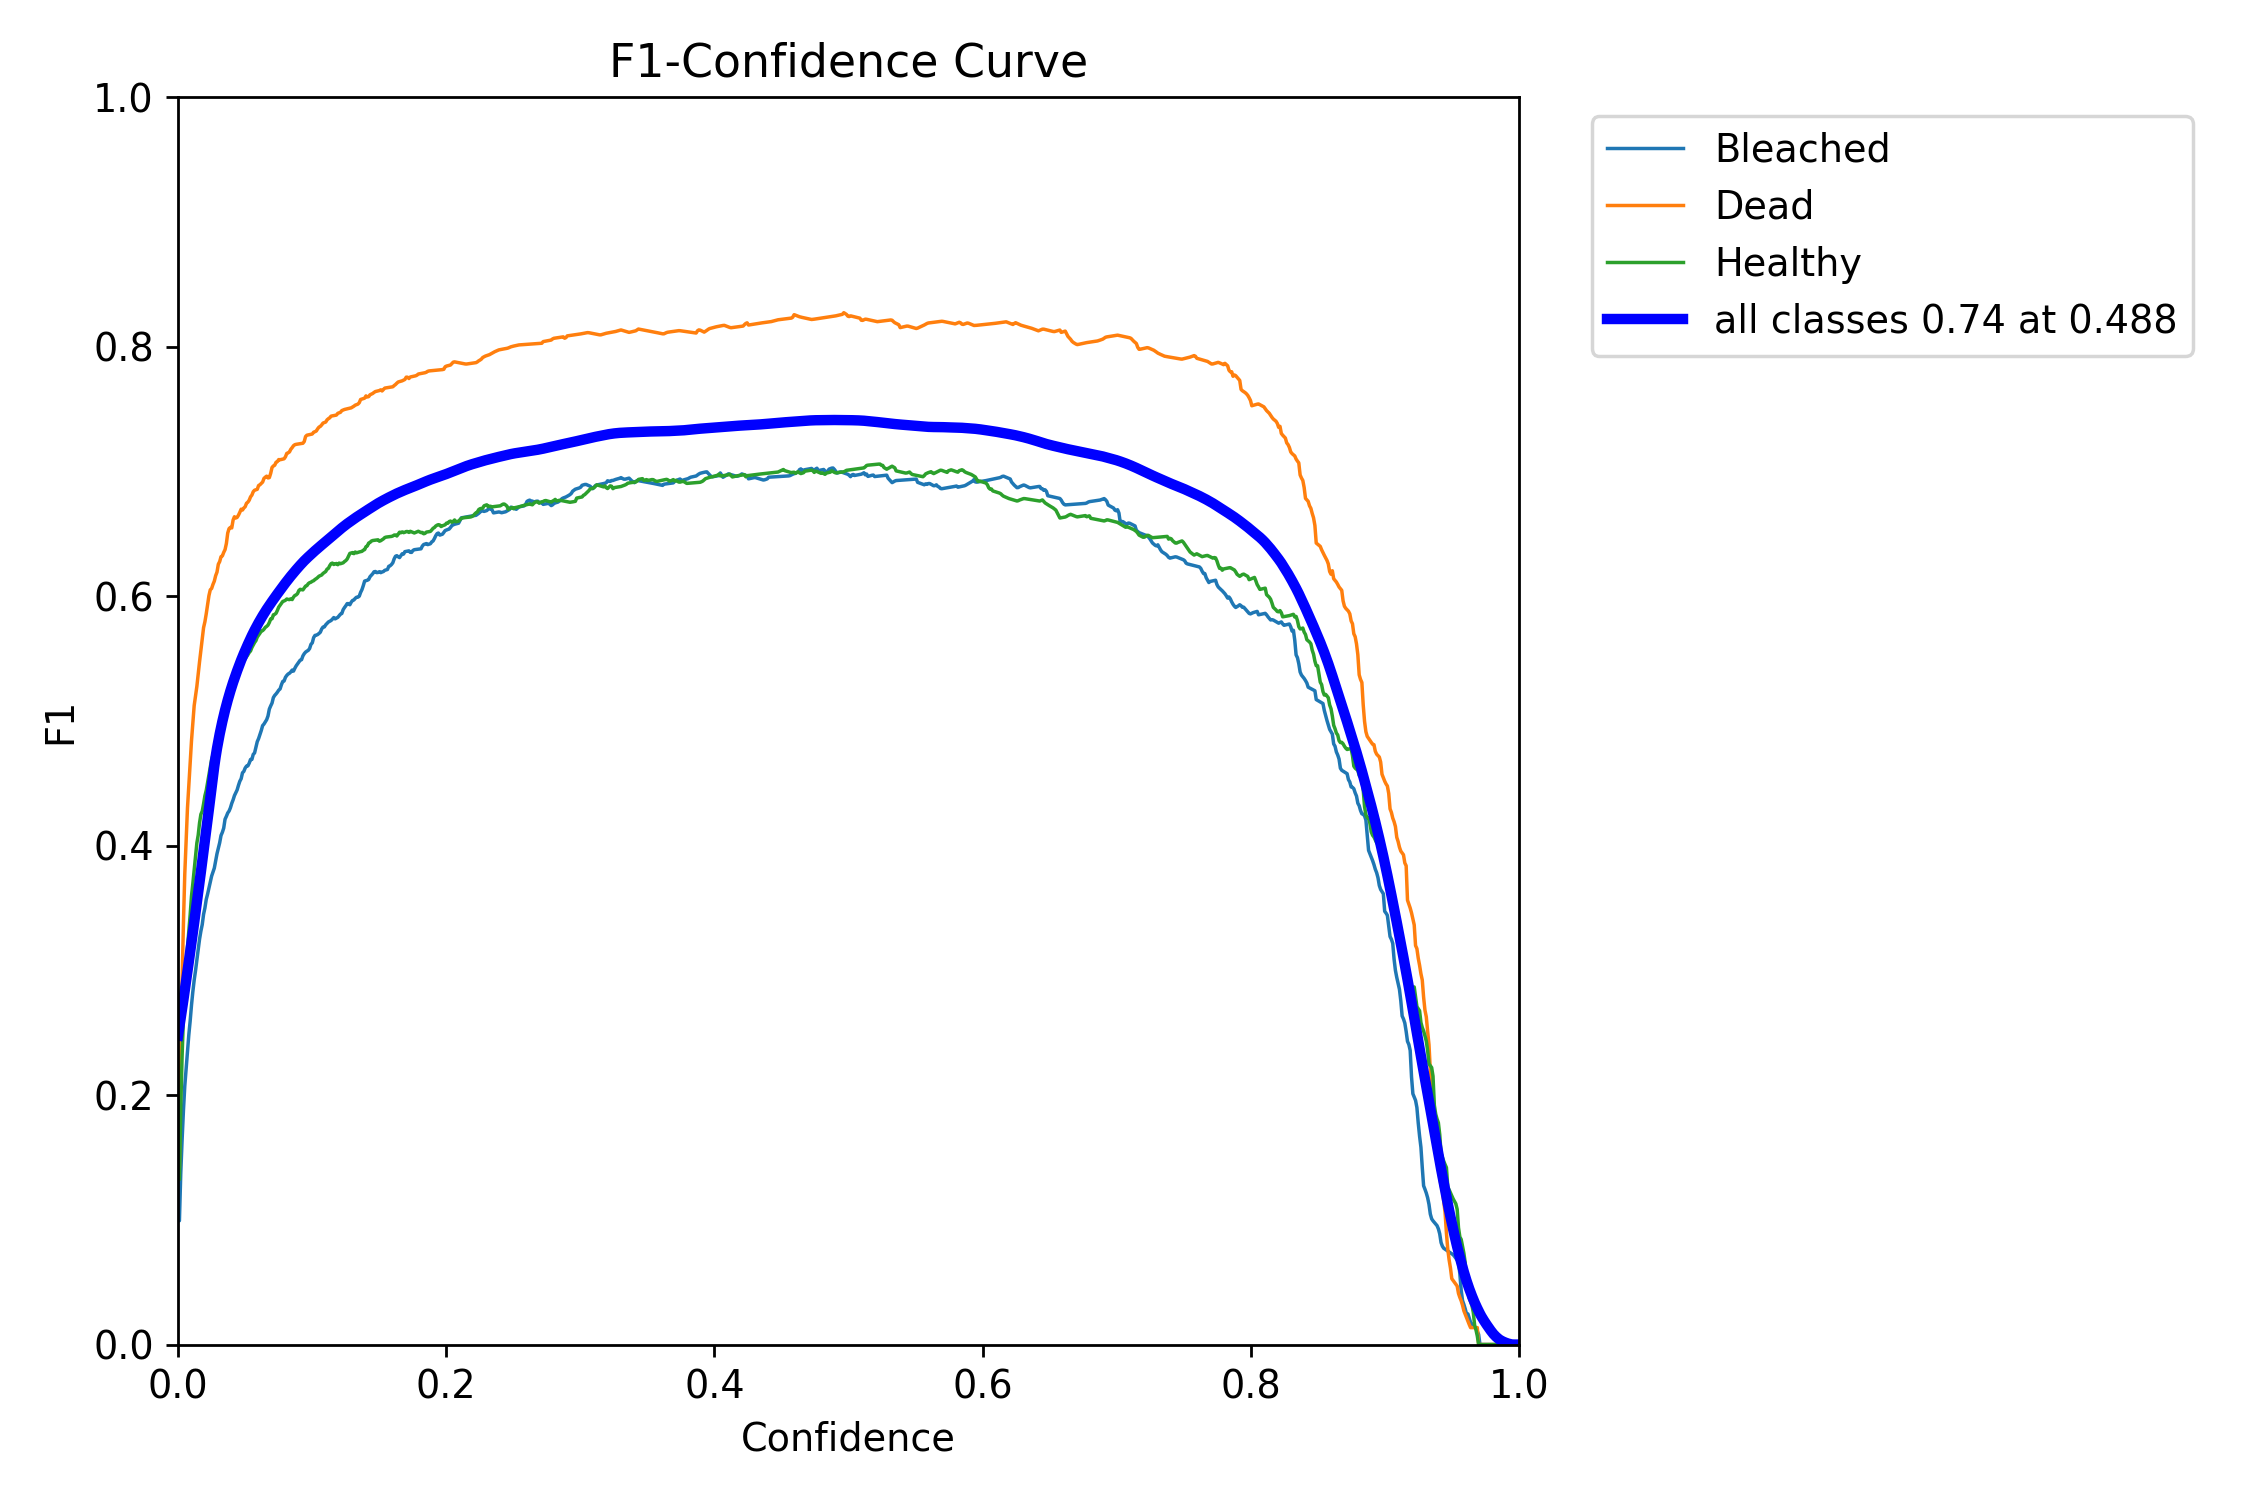 F1-Confidence Curve
1.0
0.8
0.6
0.4
0.2
0.0
F1
0.0 0.2 0.4 0.6 0.8 1.0
Confidence
Bleached
Dead
Healthy
all classes 0.74 at 0.488